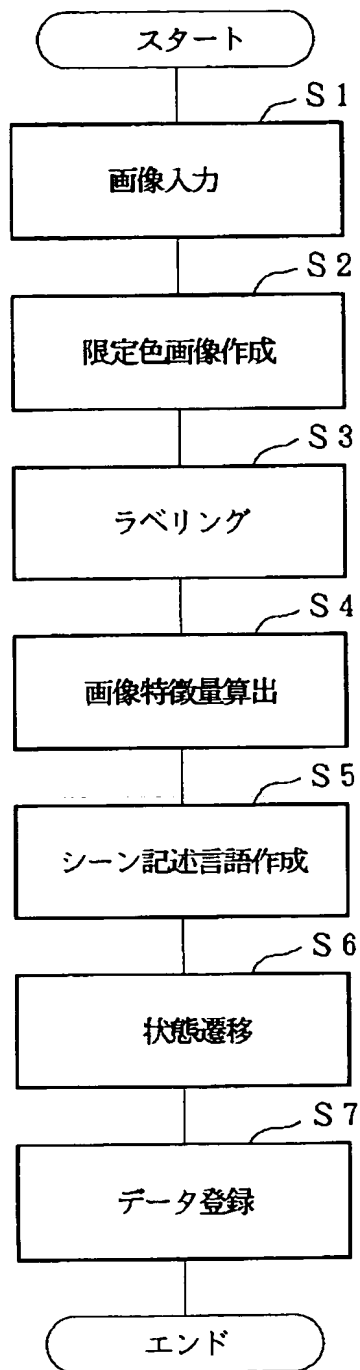 スタート
S1
画像入力
S2
限定色画像作成
S3
ラベリング
S4
画像特徴量算出
S5
シーン記述言語作成
S6
状態遷移
S7
データ登録
エンド